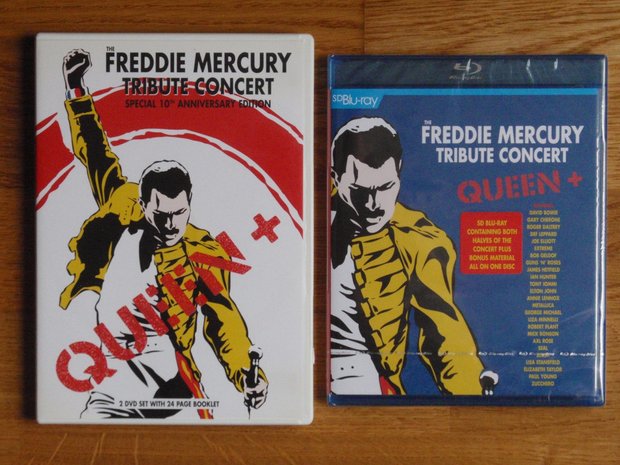 THE
FREDDIE MERCURY
TRIBUTE CONCERT
SPECIAL 10TH ANNIVERSARY EDITION
QUEEN +
2 DVD SET WITH 24 PAGE BOOKLET
SD Blu-ray
THE
FREDDIE MERCURY
TRIBUTE CONCERT
QUEEN +
SD BLU-RAY
CONTAINING BOTH
HALVES OF THE
CONCERT PLUS
BONUS MATERIAL
ALL ON ONE DISC
DAVID BOWIE
GARY CHERONE
ROGER DALTREY
DEF LEPPARD
JOE ELLIOTT
EXTREME
BOB GELDOF
GUNS 'N' ROSES
JAMES HETFIELD
IAN HUNTER
TONY IOMMI
ELTON JOHN
ANNIE LENNOX
METALLICA
GEORGE MICHAEL
LIZA MINNELLI
ROBERT PLANT
MICK RONSON
AXL ROSE
SEAL
LISA STANSFIELD
ELIZABETH TAYLOR
PAUL YOUNG
ZUCCHERO